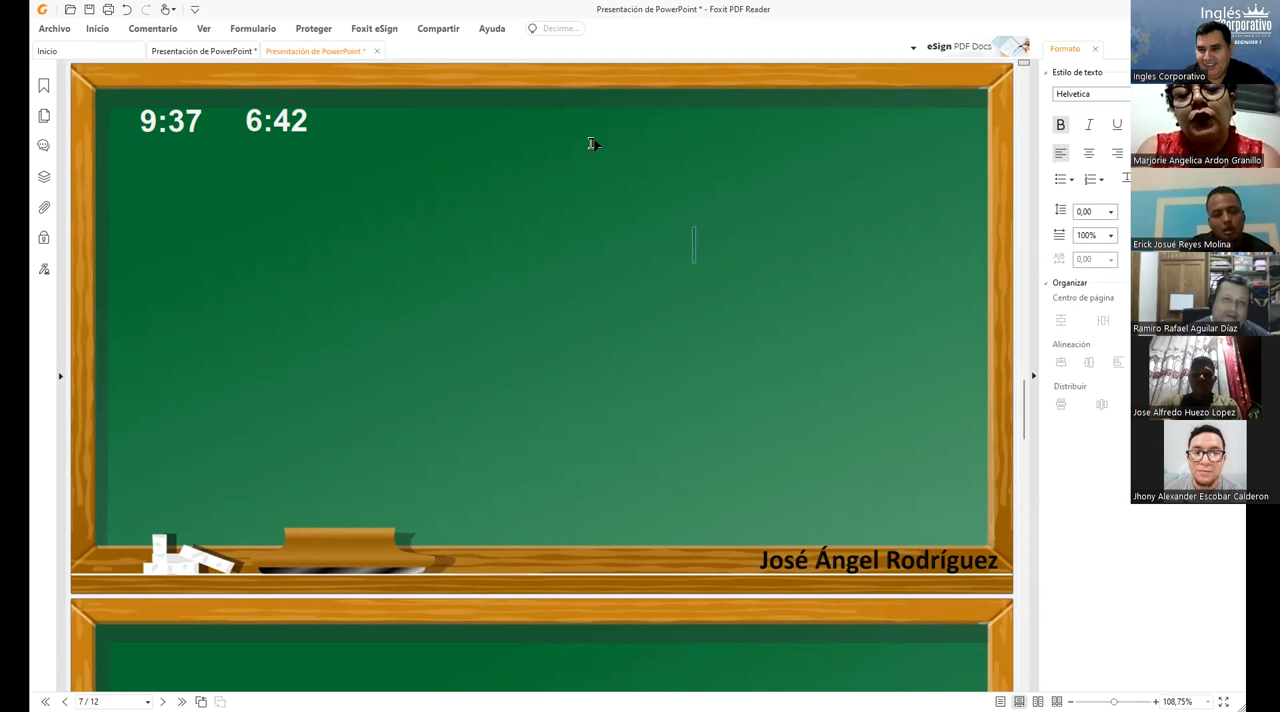 Presentación de PowerPoint * - Foxit PDF Reader
Archivo Inicio Comentario Ver Formulario Proteger Foxit eSign Compartir Ayuda Decirme...
Inicio Presentación de PowerPoint * Presentación de PowerPoint *
eSign PDF Docs
Formato
Estilo de texto
Helvetica
B I U
0,00
100%
0,00
Organizar
Centro de página
Alineación
Distribuir
9:37 6:42
José Ángel Rodríguez
7 / 12
108,75%
Inglés
Corporativo
BEGINNER 1
Ingles Corporativo
Marjorie Angelica Ardon Granillo
Erick Josué Reyes Molina
Ramiro Rafael Aguilar Díaz
Jose Alfredo Huezo Lopez
Jhony Alexander Escobar Calderon